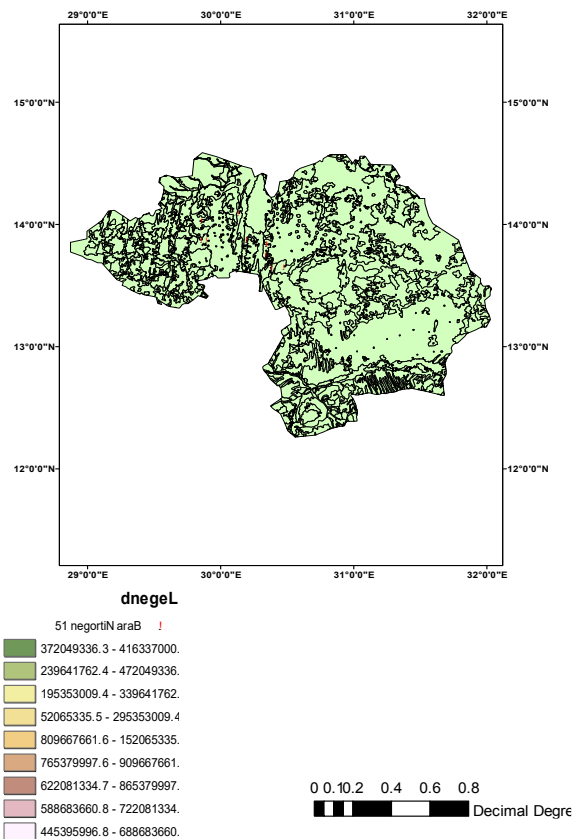 29°0'0"E 30°0'0"E 31°0'0"E 32°0'0"E
15°0'0"N 15°0'0"N
14°0'0"N 14°0'0"N
13°0'0"N 13°0'0"N
12°0'0"N 12°0'0"N
29°0'0"E 30°0'0"E 31°0'0"E 32°0'0"E
dnegeL
51 negortiN araB !
372049336.3 - 416337000.
239641762.4 - 472049336.
195353009.4 - 339641762.
52065335.5 - 295353009.4
809667661.6 - 152065335.
765379997.6 - 909667661.
622081334.7 - 865379997.
588683660.8 - 722081334.
445395996.8 - 688683660.
0 0.10.2 0.4 0.6 0.8
Decimal Degre